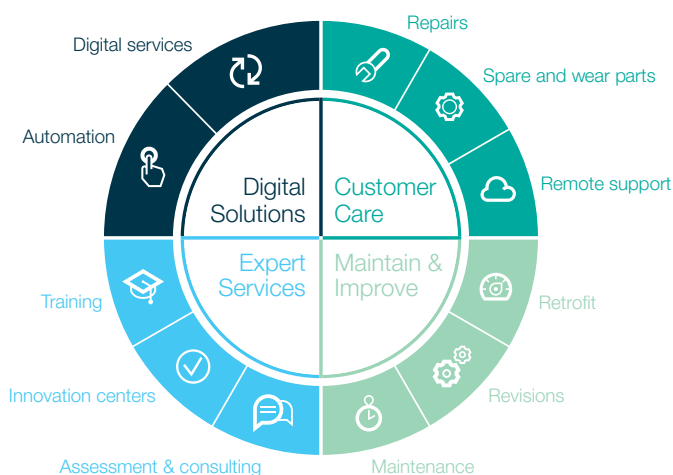 Repairs
Digital services
Spare and wear parts
Automation
Remote support
Digital
Solutions
Customer
Care
Expert
Services
Maintain &
Improve
Training
Retrofit
Innovation centers
Revisions
Assessment & consulting
Maintenance